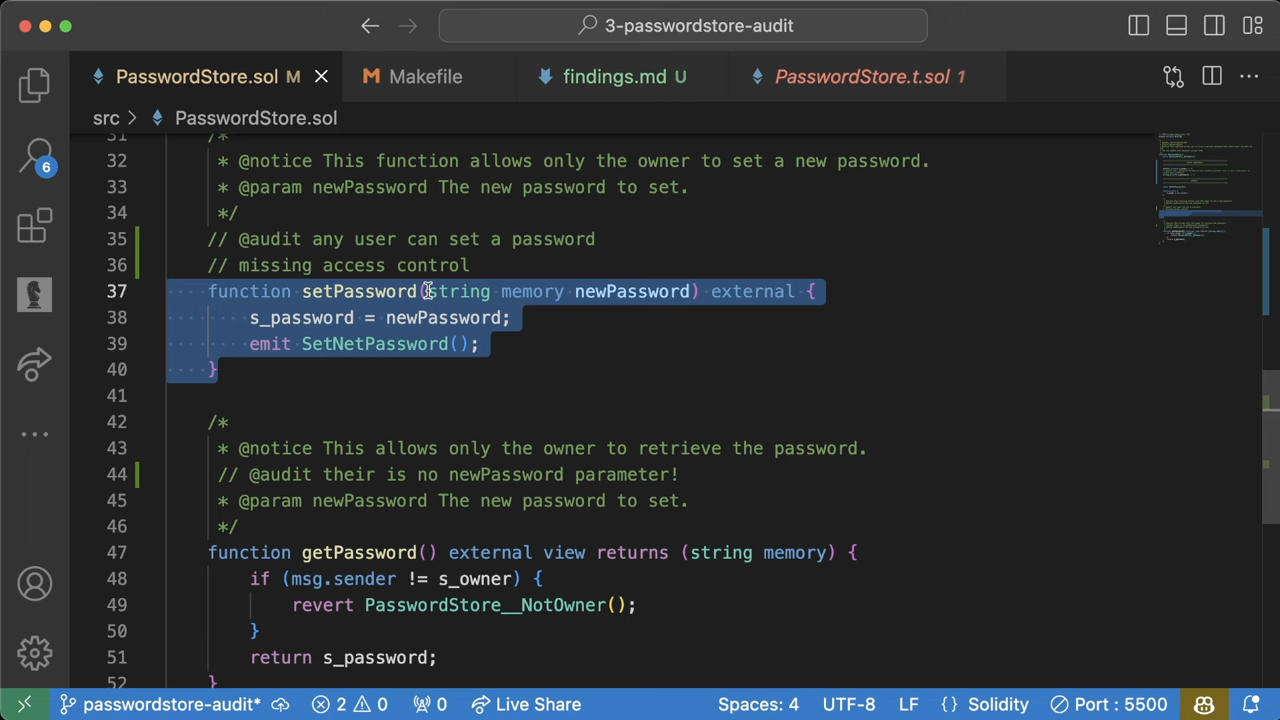 3-passwordstore-audit
PasswordStore.sol M
Makefile
findings.md U
PasswordStore.t.sol 1
src > PasswordStore.sol
6
31 /*
32 * @notice This function allows only the owner to set a new password.
33 * @param newPassword The new password to set.
34 */
35 // @audit any user can set a password
36 // missing access control
37 function setPassword(string memory newPassword) external {
38 s_password = newPassword;
39 emit SetNetPassword();
40 }
41
42 /*
43 * @notice This allows only the owner to retrieve the password.
44 // @audit their is no newPassword parameter!
45 * @param newPassword The new password to set.
46 */
47 function getPassword() external view returns (string memory) {
48 if (msg.sender != s_owner) {
49 revert PasswordStore__NotOwner();
50 }
51 return s_password;
52 }
passwordstore-audit* 2 0 0 Live Share Spaces: 4 UTF-8 LF {} Solidity Port : 5500